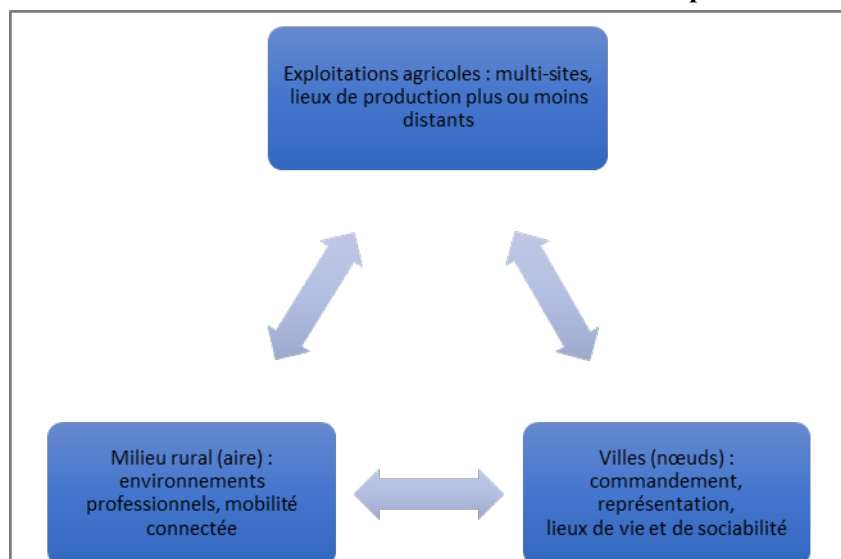 Exploitations agricoles : multi-sites,
lieux de production plus ou moins
distants
Milieu rural (aire) :
environnements
professionnels, mobilité
connectée
Villes (nœuds) :
commandement,
représentation,
lieux de vie et de sociabilité